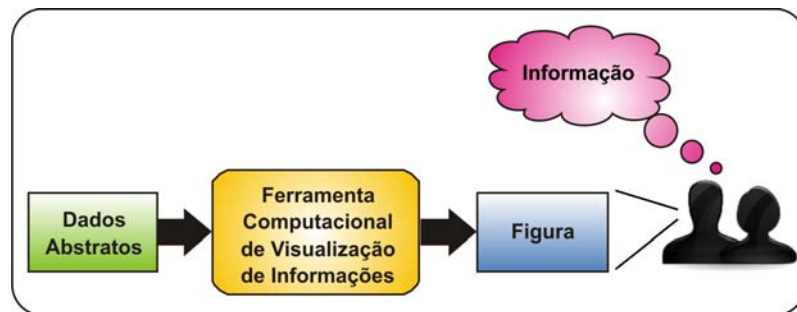 Informação
Dados
Abstratos
Ferramenta
Computacional
de Visualização
de Informações
Figura